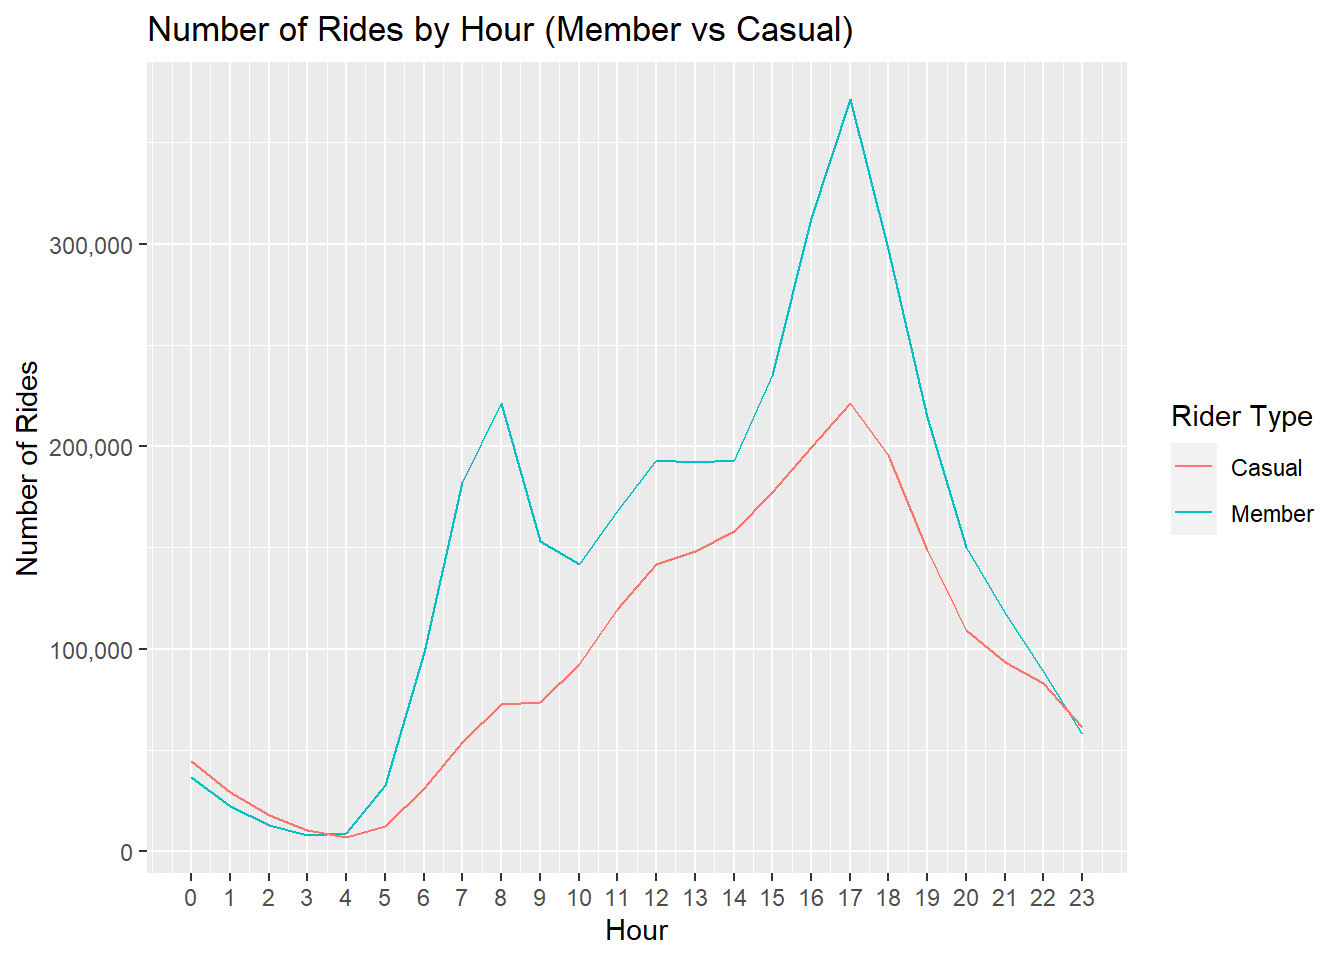 Number of Rides by Hour (Member vs Casual)
Number of Rides
300,000
200,000
100,000
0
0 1 2 3 4 5 6 7 8 9 10 11 12 13 14 15 16 17 18 19 20 21 22 23
Hour
Rider Type
Casual
Member